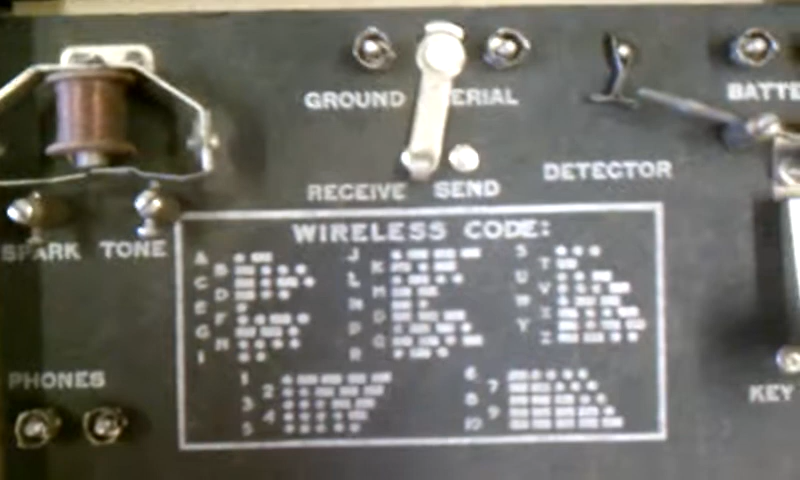 GROUND
ERIAL
BATTE
RECEIVE SEND
DETECTOR
SPARK TONE
WIRELESS CODE:
A J S
B K T
C L U
D M V
E N W
F O X
G P Y
H Q Z
I R
1 6
2 7
3 8
4 9
5 10
PHONES
KEY